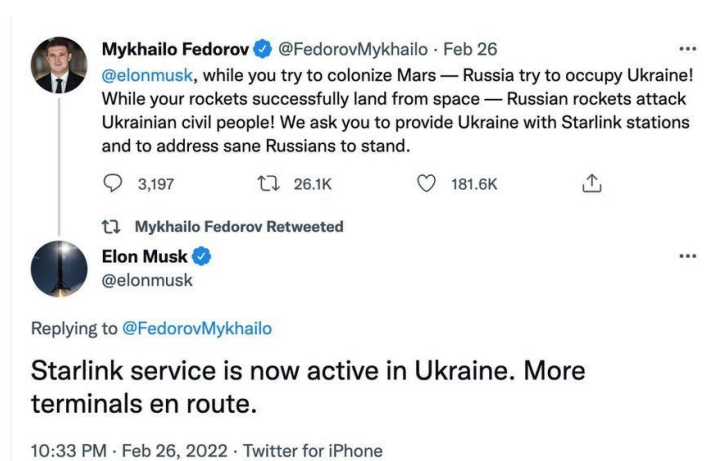 Mykhailo Fedorov @FedorovMykhailo · Feb 26
@elonmusk, while you try to colonize Mars — Russia try to occupy Ukraine!
While your rockets successfully land from space — Russian rockets attack
Ukrainian civil people! We ask you to provide Ukraine with Starlink stations
and to address sane Russians to stand.
3,197 26.1K 181.6K
Mykhailo Fedorov Retweeted
Elon Musk
@elonmusk
Replying to @FedorovMykhailo
Starlink service is now active in Ukraine. More
terminals en route.
10:33 PM · Feb 26, 2022 · Twitter for iPhone